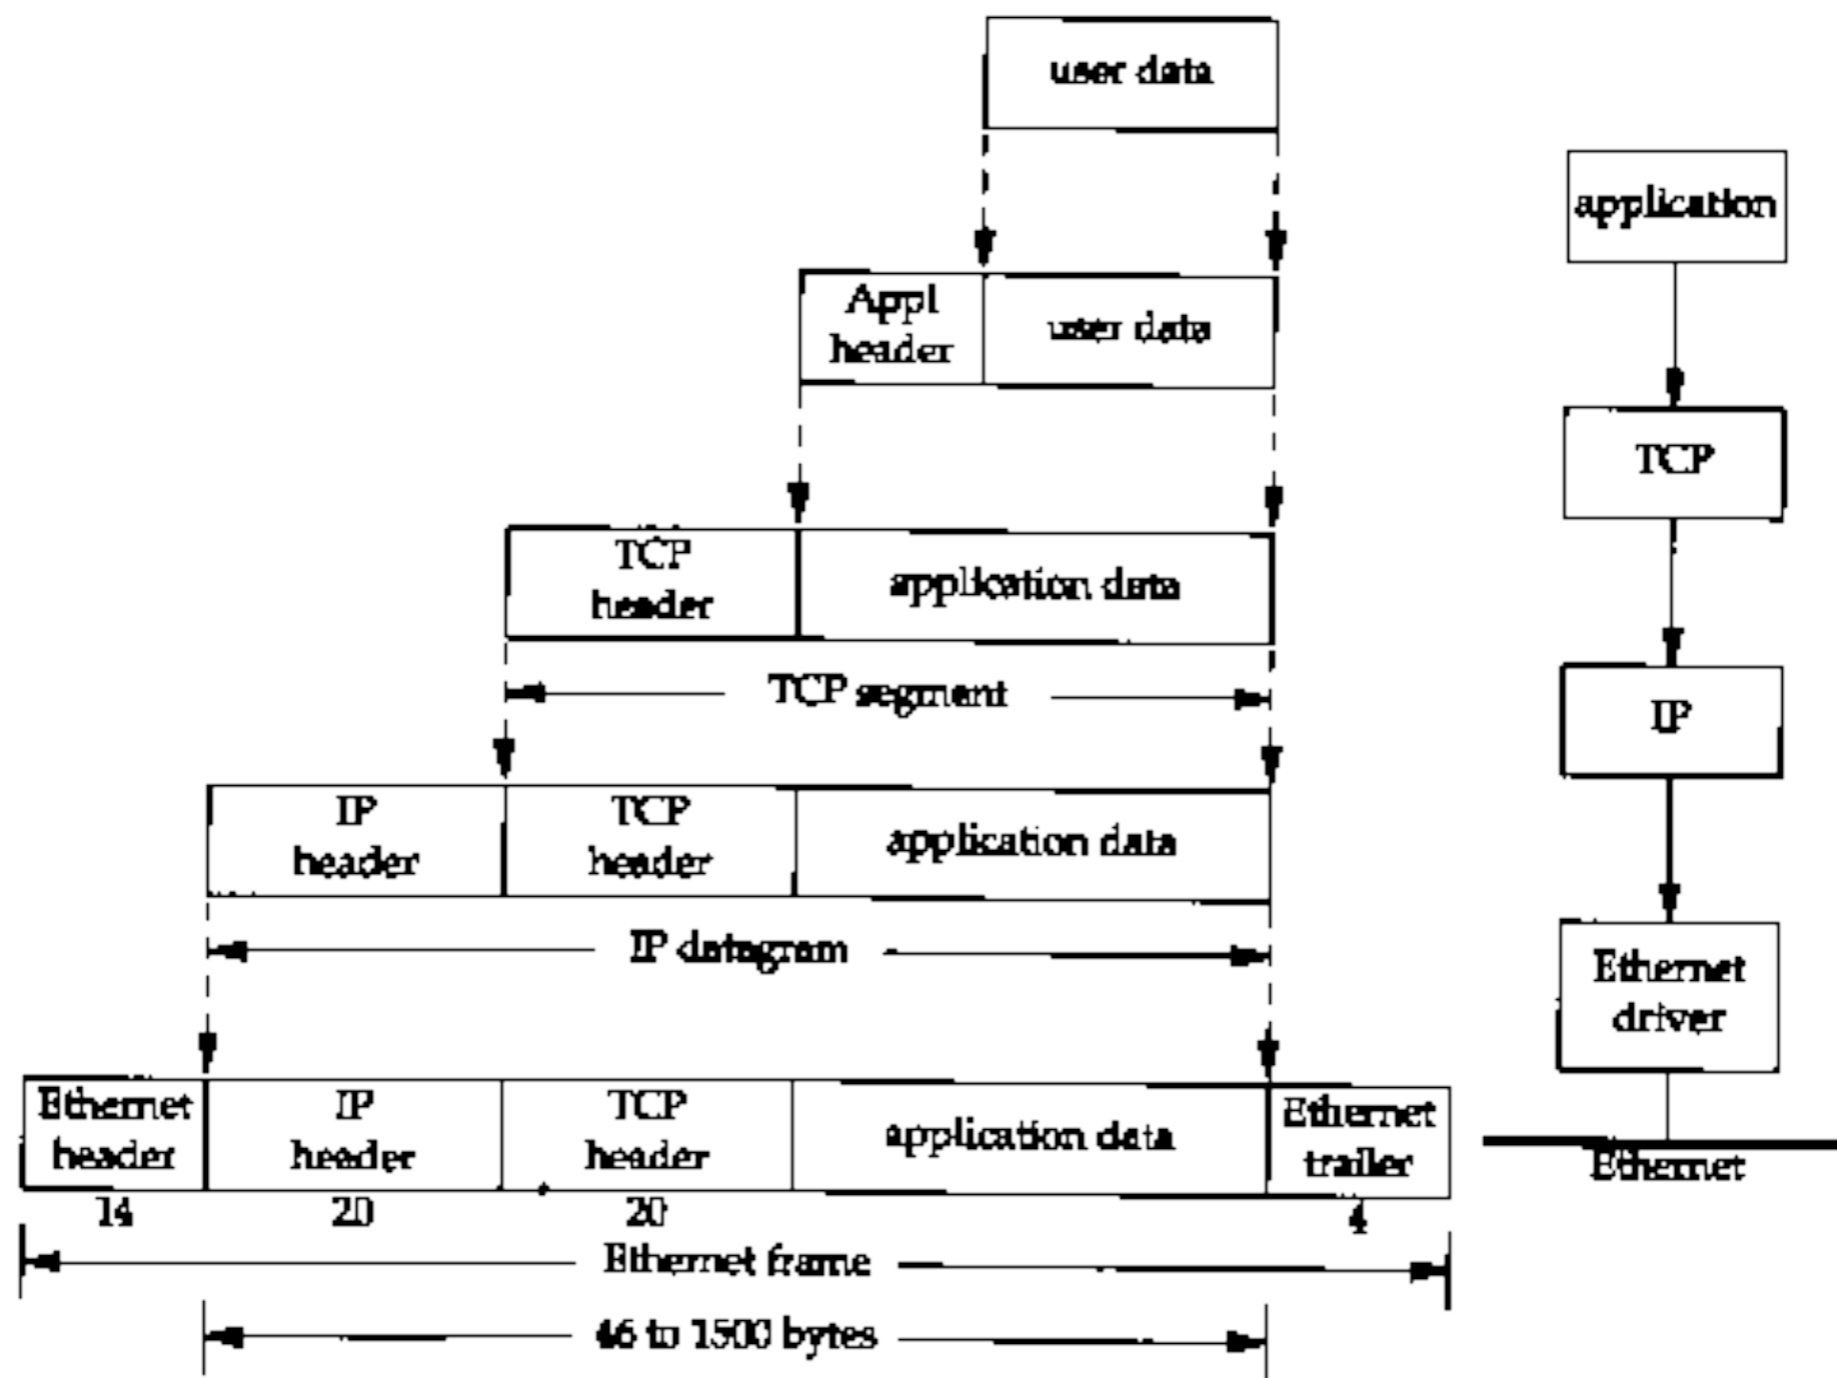 user data
application
Appl
header
user data
TCP
TCP
header
application data
TCP segment
IP
IP
header
TCP
header
application data
IP datagram
Ethernet
driver
Ethernet
header
IP
header
TCP
header
application data
Ethernet
trailer
Ethernet
14
20
20
4
Ethernet frame
46 to 1500 bytes